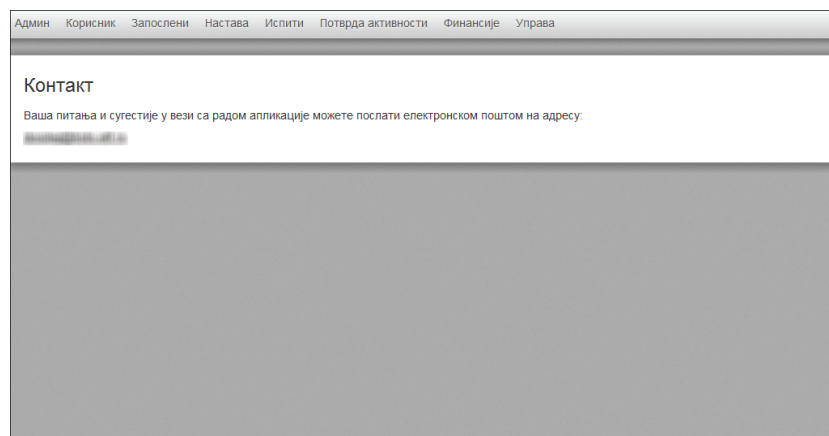 Админ Корисник Запослени Настава Испити Потврда активности Финансије Управа
Контакт
Ваша питања и сугестије у вези са радом апликације можете послати електронском поштом на адресу: